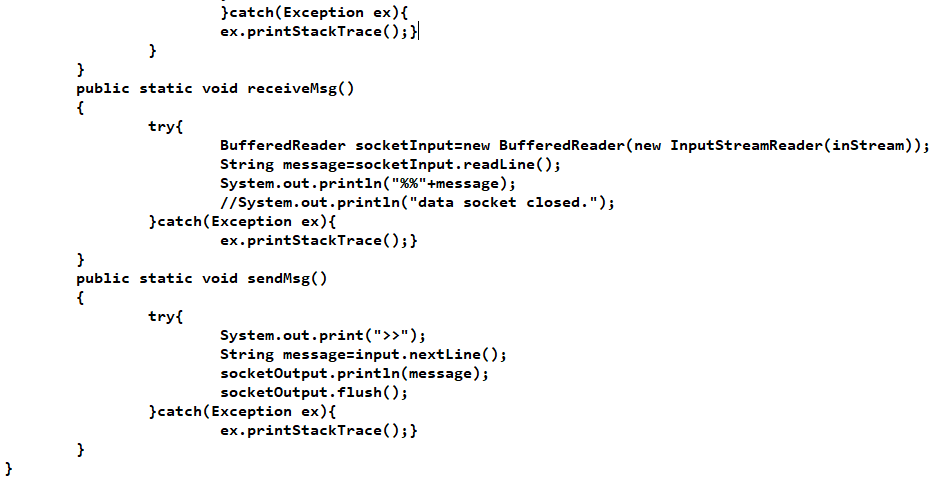 }catch(Exception ex){
ex.printStackTrace();}
}
}
public static void receiveMsg()
{
try{
BufferedReader socketInput=new BufferedReader(new InputStreamReader(inStream));
String message=socketInput.readLine();
System.out.println("%%"+message);
//System.out.println("data socket closed.");
}catch(Exception ex){
ex.printStackTrace();}
}
public static void sendMsg()
{
try{
System.out.print(">>");
String message=input.nextLine();
socketOutput.println(message);
socketOutput.flush();
}catch(Exception ex){
ex.printStackTrace();}
}
}